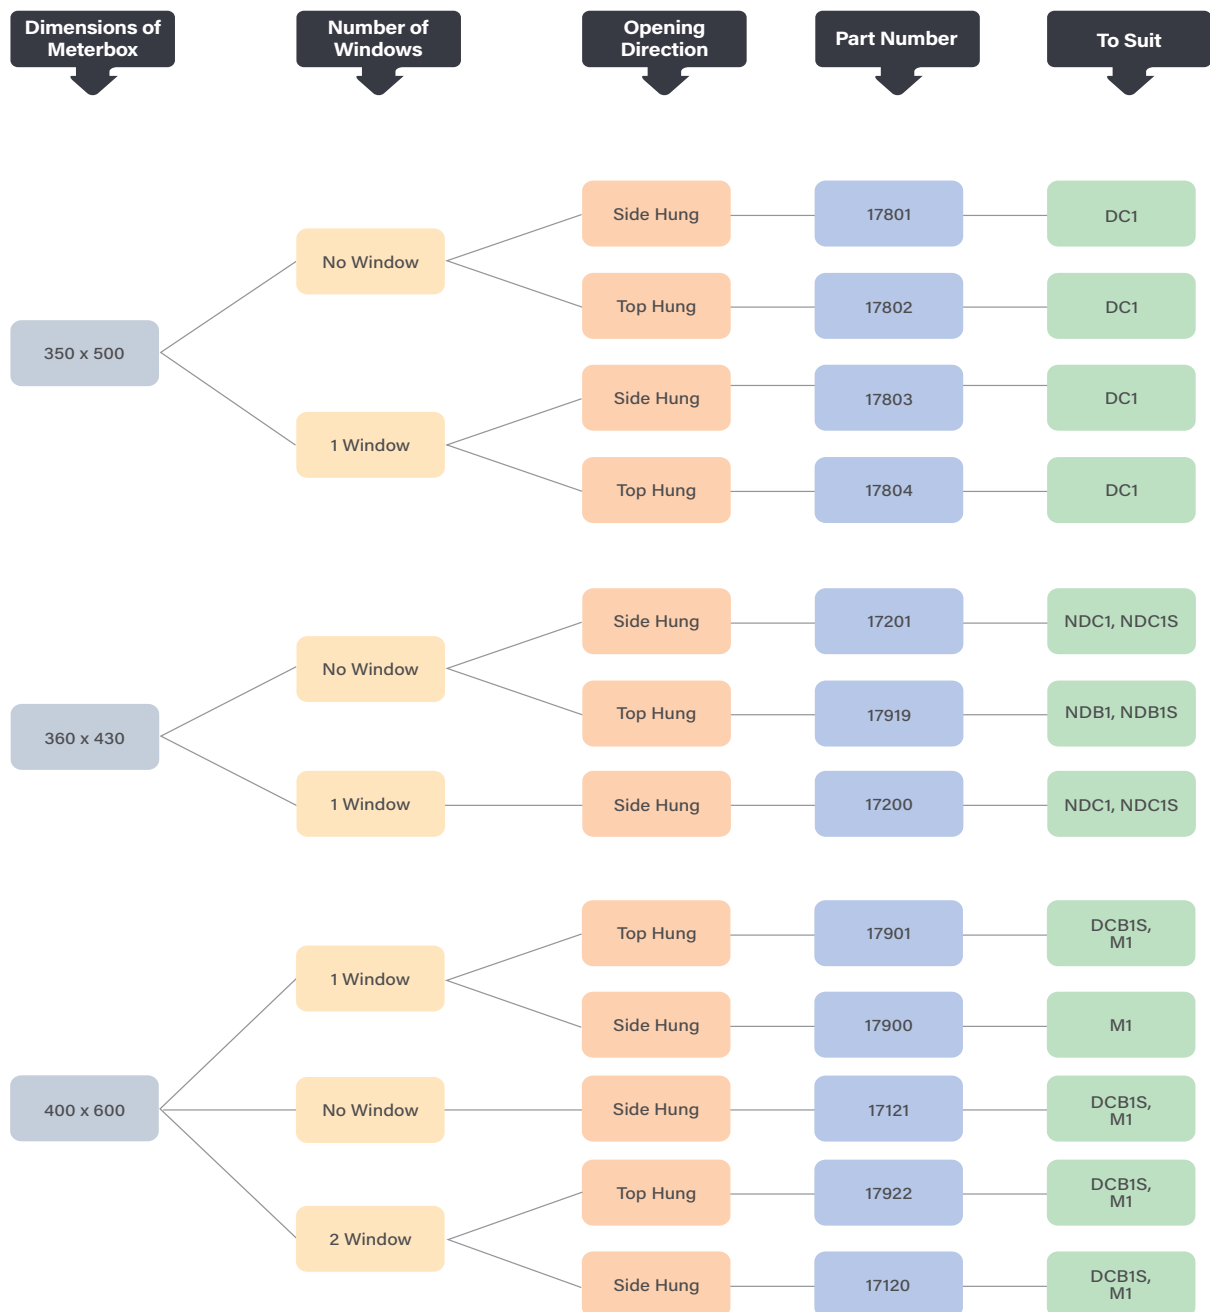 Dimensions of
Meterbox
Number of
Windows
Opening
Direction
Part Number
To Suit
350 x 500
No Window
Side Hung
17801
DC1
Top Hung
17802
DC1
1 Window
Side Hung
17803
DC1
Top Hung
17804
DC1
360 x 430
No Window
Side Hung
17201
NDC1, NDC1S
Top Hung
17919
NDB1, NDB1S
1 Window
Side Hung
17200
NDC1, NDC1S
400 x 600
1 Window
Top Hung
17901
DCB1S,
M1
Side Hung
17900
M1
No Window
Side Hung
17121
DCB1S,
M1
2 Window
Top Hung
17922
DCB1S,
M1
Side Hung
17120
DCB1S,
M1